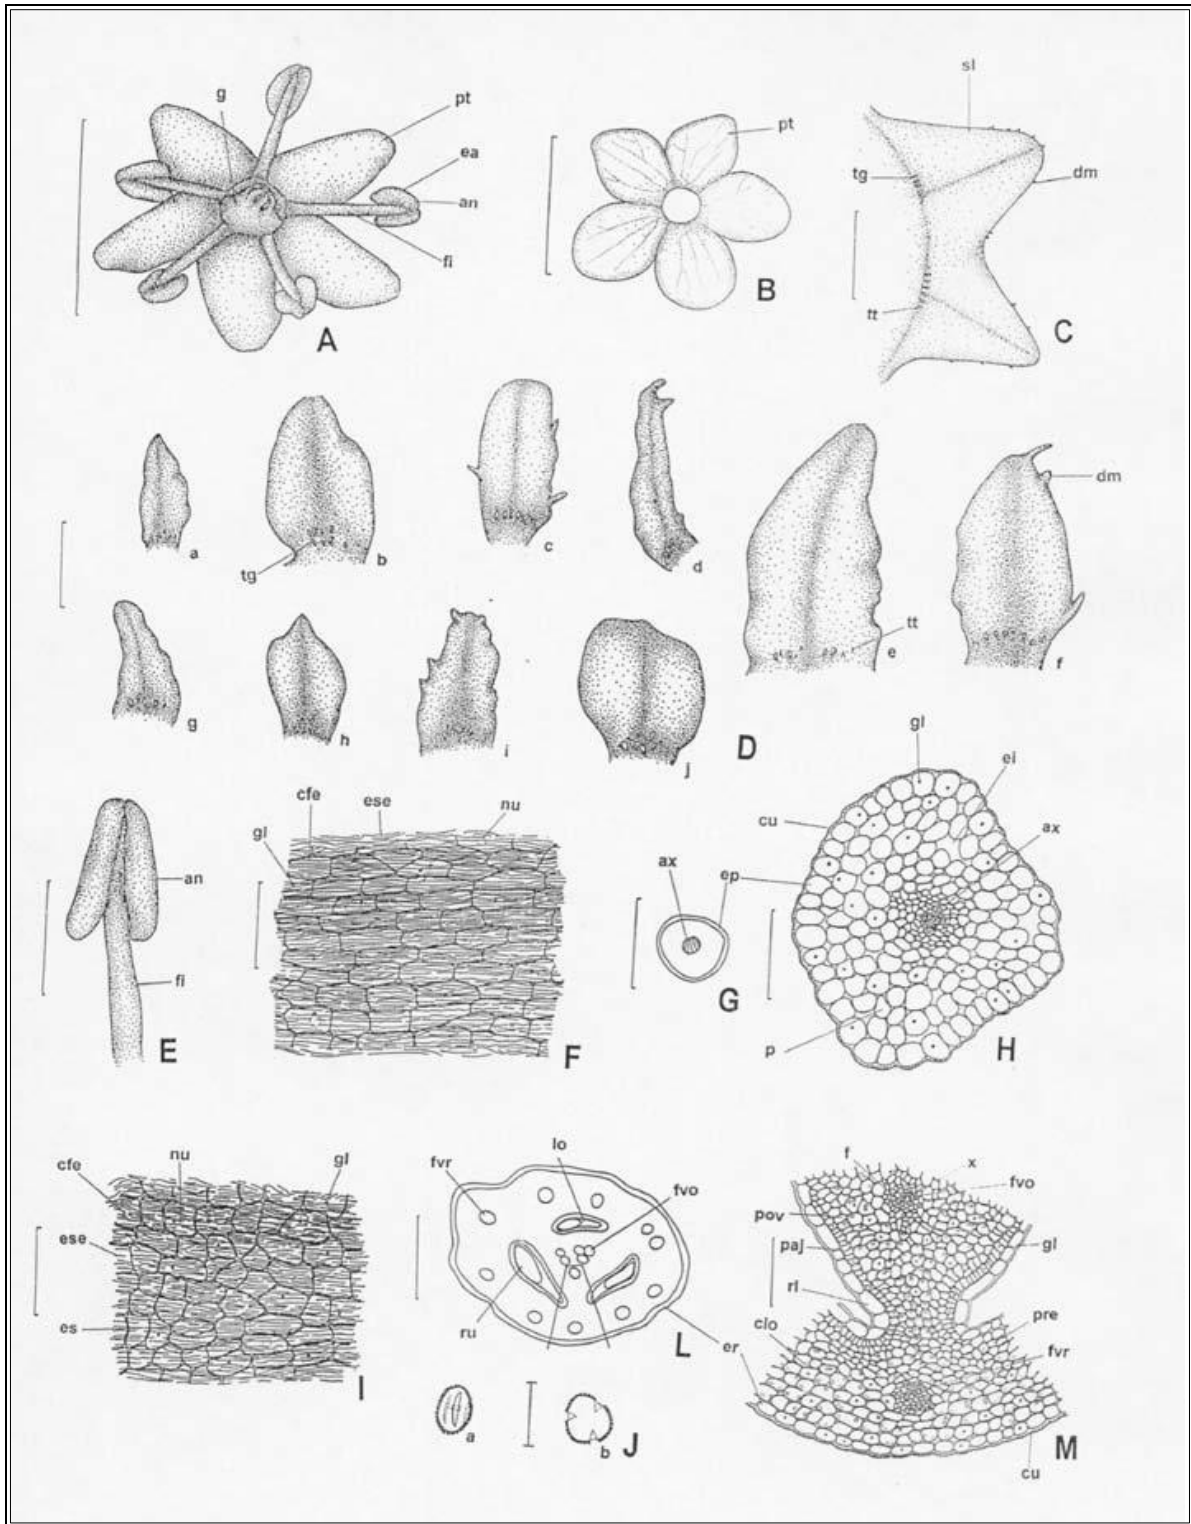 g
pt
ea
an
fi
A
pt
B
sl
tg
dm
tt
C
a
tg
b
c
d
e
tt
dm
f
g
h
i
j
D
an
fi
E
cfe
ese
nu
gl
F
ax
ep
G
gl
ei
cu
ax
p
H
cfe
nu
gl
ese
es
I
lo
fvr
fvo
ru
L
er
a
b
J
f
x
fvo
pov
paj
gl
rl
clo
pre
fvr
M
cu